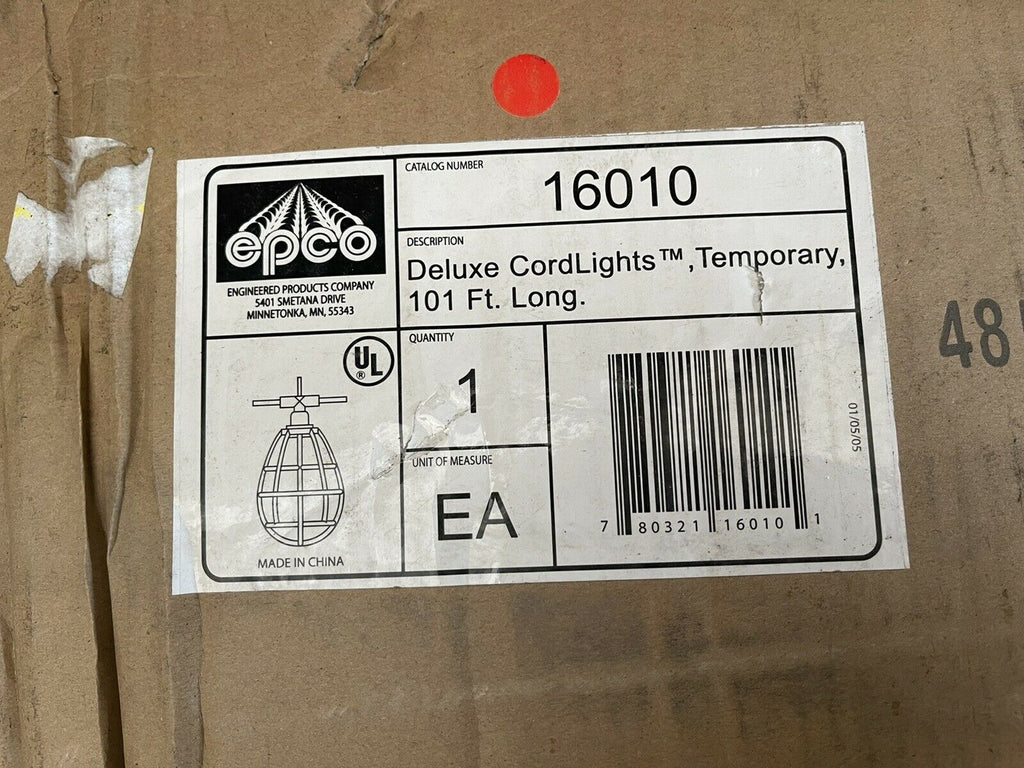 epco
ENGINEERED PRODUCTS COMPANY
5401 SMETANA DRIVE
MINNETONKA, MN, 55343
CATALOG NUMBER
16010
DESCRIPTION
Deluxe CordLights™,Temporary,
101 Ft. Long.
UL
®
MADE IN CHINA
QUANTITY
1
UNIT OF MEASURE
EA
7 80321 16010 1
01/05/05
48